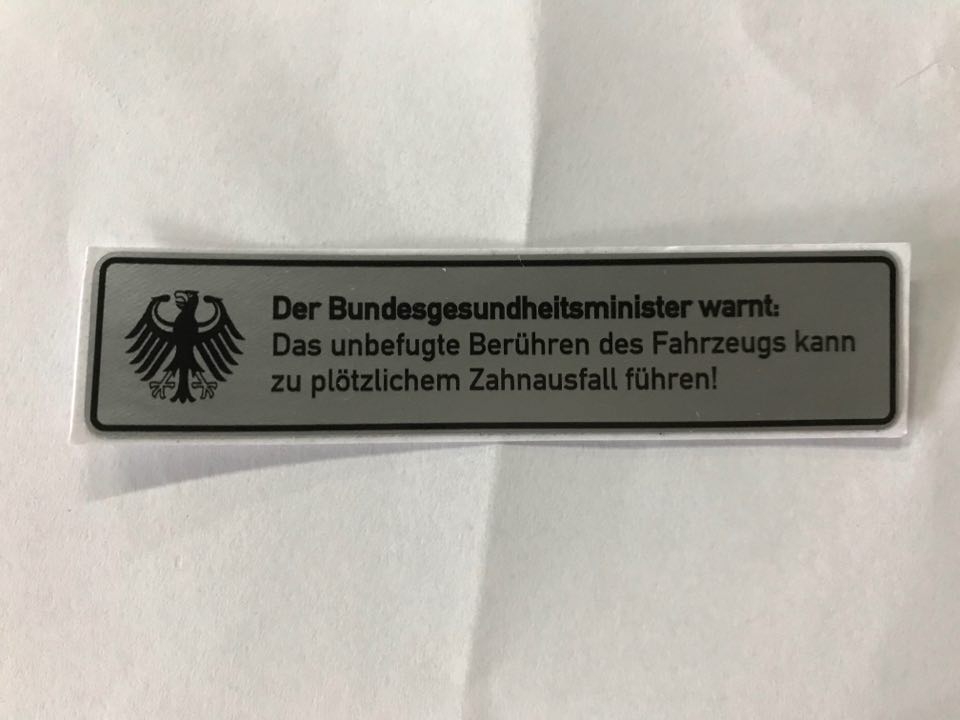 Der Bundesgesundheitsminister warnt:
Das unbefugte Berühren des Fahrzeugs kann
zu plötzlichem Zahnausfall führen!